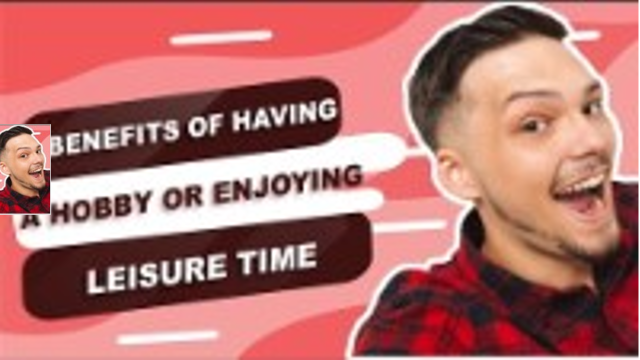 BENEFITS OF HAVING
A HOBBY OR ENJOYING
LEISURE TIME